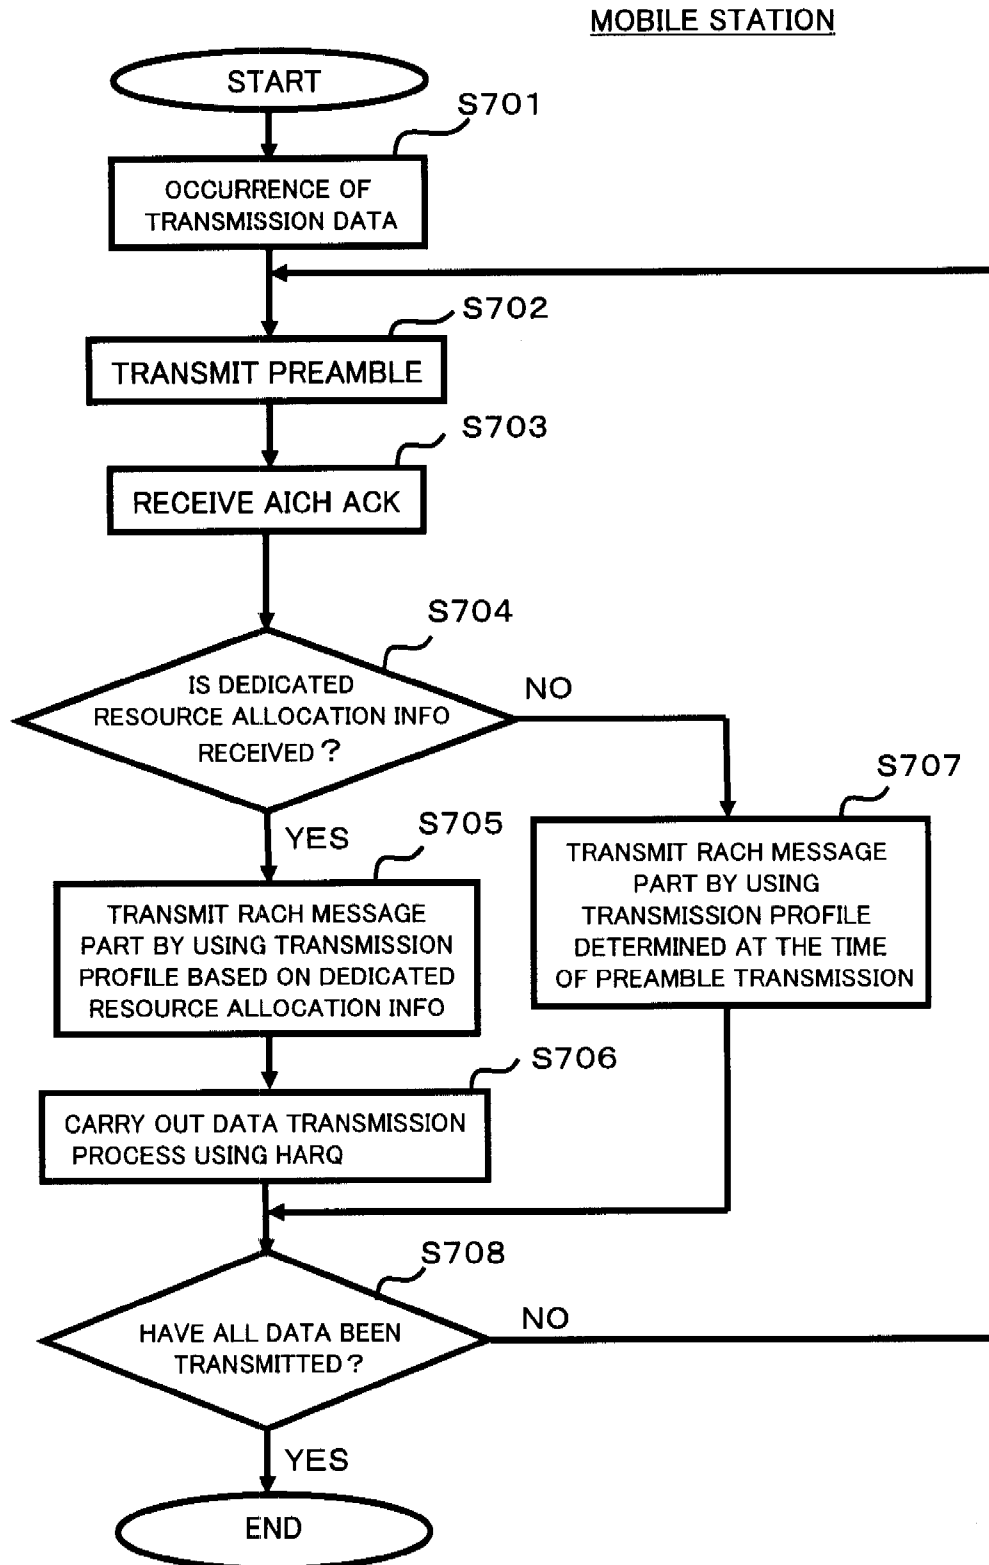 MOBILE STATION
START
S701
OCCURRENCE OF
TRANSMISSION DATA
S702
TRANSMIT PREAMBLE
S703
RECEIVE AICH ACK
S704
IS DEDICATED
RESOURCE ALLOCATION INFO
RECEIVED?
NO
YES
S705
TRANSMIT RACH MESSAGE
PART BY USING TRANSMISSION
PROFILE BASED ON DEDICATED
RESOURCE ALLOCATION INFO
S707
TRANSMIT RACH MESSAGE
PART BY USING
TRANSMISSION PROFILE
DETERMINED AT THE TIME
OF PREAMBLE TRANSMISSION
S706
CARRY OUT DATA TRANSMISSION
PROCESS USING HARQ
S708
HAVE ALL DATA BEEN
TRANSMITTED?
NO
YES
END